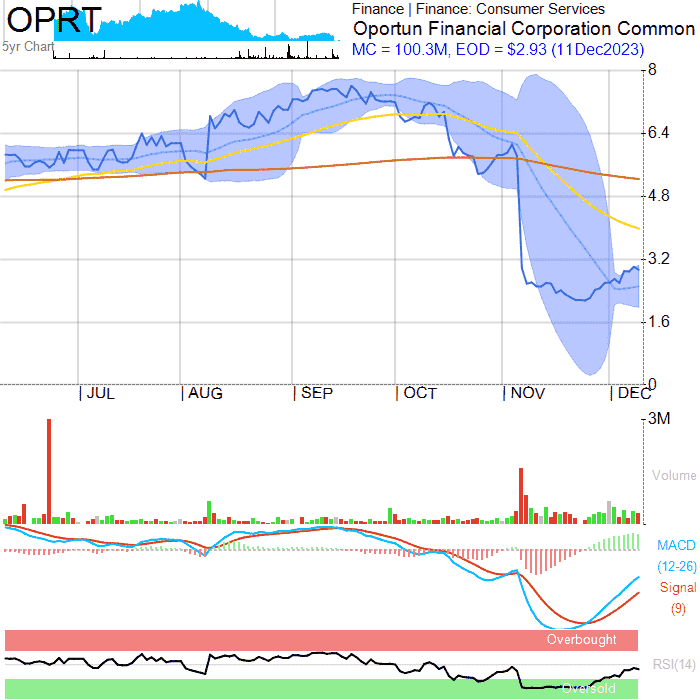 OPRT
5yr Chart
Finance | Finance: Consumer Services
Oportun Financial Corporation Common
MC = 100.3M, EOD = $2.93 (11Dec2023)
8
6.4
4.8
3.2
1.6
0
JUL AUG SEP OCT NOV DEC
3M
Volume
MACD
(12-26)
Signal
(9)
Overbought
RSI(14)
Oversold